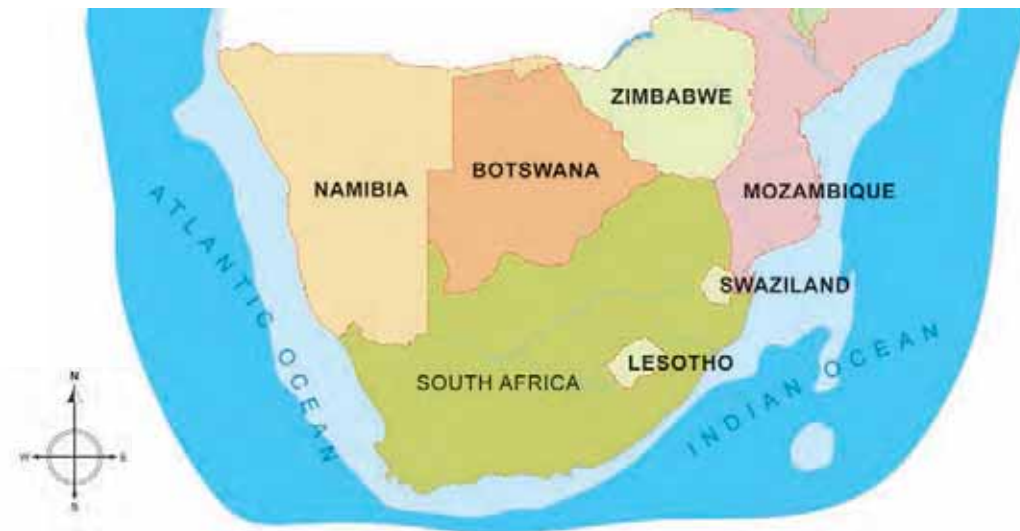 ZIMBABWE
BOTSWANA
NAMIBIA
MOZAMBIQUE
SWAZILAND
LESOTHO
SOUTH AFRICA
ATLANTIC OCEAN
INDIAN OCEAN
N
W E
S